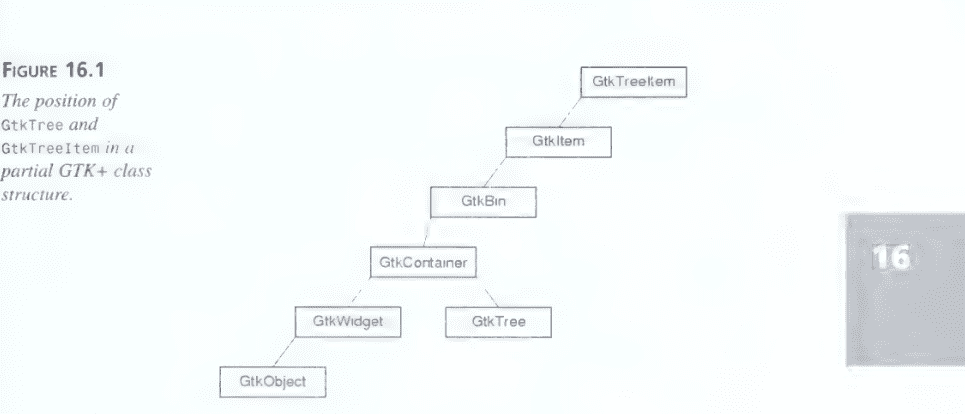 FIGURE 16.1
The position of
GtkTree and
GtkTreeItem in a
partial GTK+ class
structure.
GtkTreeItem
GtkItem
GtkBin
GtkContainer
16
GtkWidget
GtkTree
GtkObject